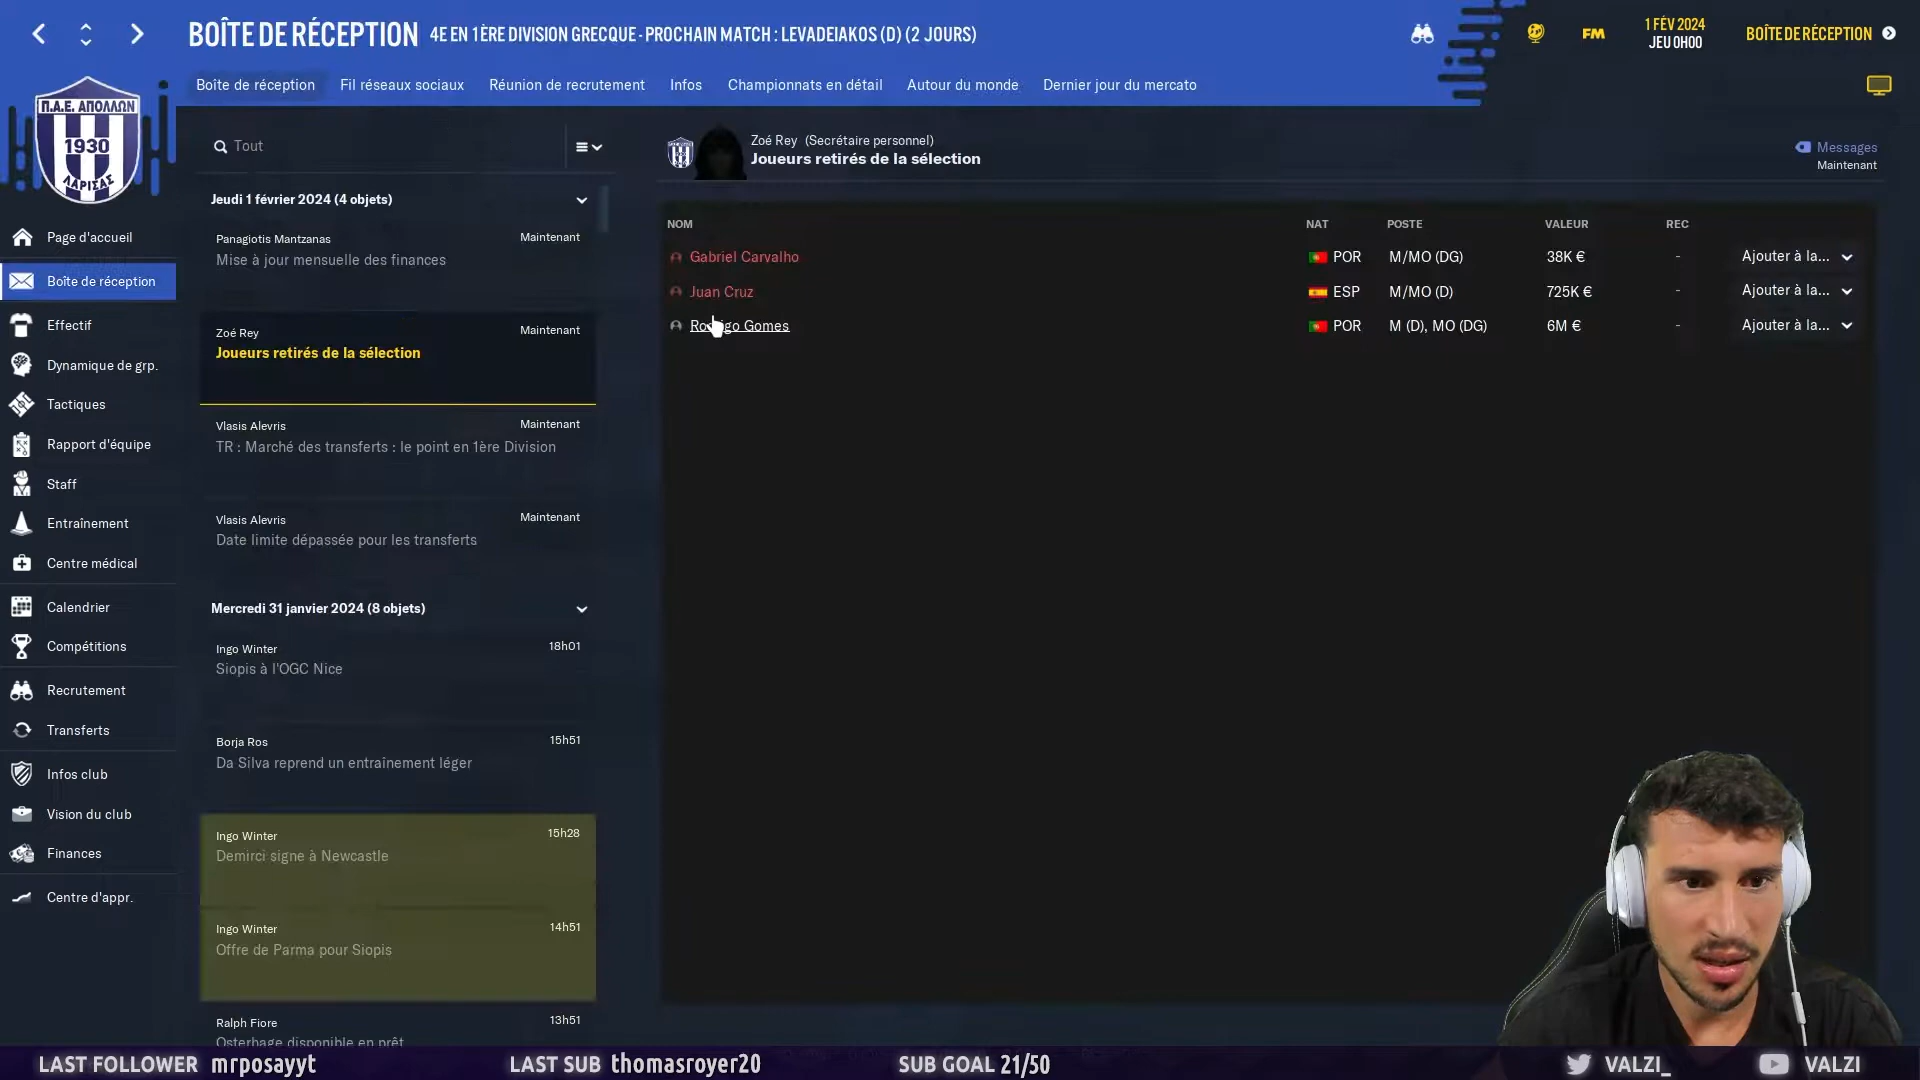 BOÎTE DE RÉCEPTION
4E EN 1ÈRE DIVISION GRECQUE - PROCHAIN MATCH : LEVADEIAKOS (D) (2 JOURS)
FM
1 FÉV 2024
JEU 0H00
BOÎTE DE RÉCEPTION
Boîte de réception
Fil réseaux sociaux
Réunion de recrutement
Infos
Championnats en détail
Autour du monde
Dernier jour du mercato
Π.Α.Ε. ΑΠΟΛΛΩΝ
1930
ΛΑΡΙΣΑΣ
Page d'accueil
Boîte de réception
Effectif
Dynamique de grp.
Tactiques
Rapport d'équipe
Staff
Entraînement
Centre médical
Calendrier
Compétitions
Recrutement
Transferts
Infos club
Vision du club
Finances
Centre d'appr.
Tout
Jeudi 1 février 2024 (4 objets)
Panagiotis Mantzanas
Maintenant
Mise à jour mensuelle des finances
Zoé Rey
Maintenant
Joueurs retirés de la sélection
Vlasis Alevris
Maintenant
TR : Marché des transferts : le point en 1ère Division
Vlasis Alevris
Maintenant
Date limite dépassée pour les transferts
Mercredi 31 janvier 2024 (8 objets)
Ingo Winter
18h01
Siopis à l'OGC Nice
Borja Ros
15h51
Da Silva reprend un entraînement léger
Ingo Winter
15h28
Demirci signe à Newcastle
Ingo Winter
14h51
Offre de Parma pour Siopis
Ralph Fiore
13h51
Osterhage disponible en prêt
Zoé Rey (Secrétaire personnel)
Joueurs retirés de la sélection
Messages
Maintenant
NOM NAT POSTE VALEUR REC
Gabriel Carvalho POR M/MO (DG) 38K € - Ajouter à la...
Juan Cruz ESP M/MO (D) 725K € - Ajouter à la...
Rodrigo Gomes POR M (D), MO (DG) 6M € - Ajouter à la...
LAST FOLLOWER mrposayyt
LAST SUB thomasroyer20
SUB GOAL 21/50
VALZI_
VALZI